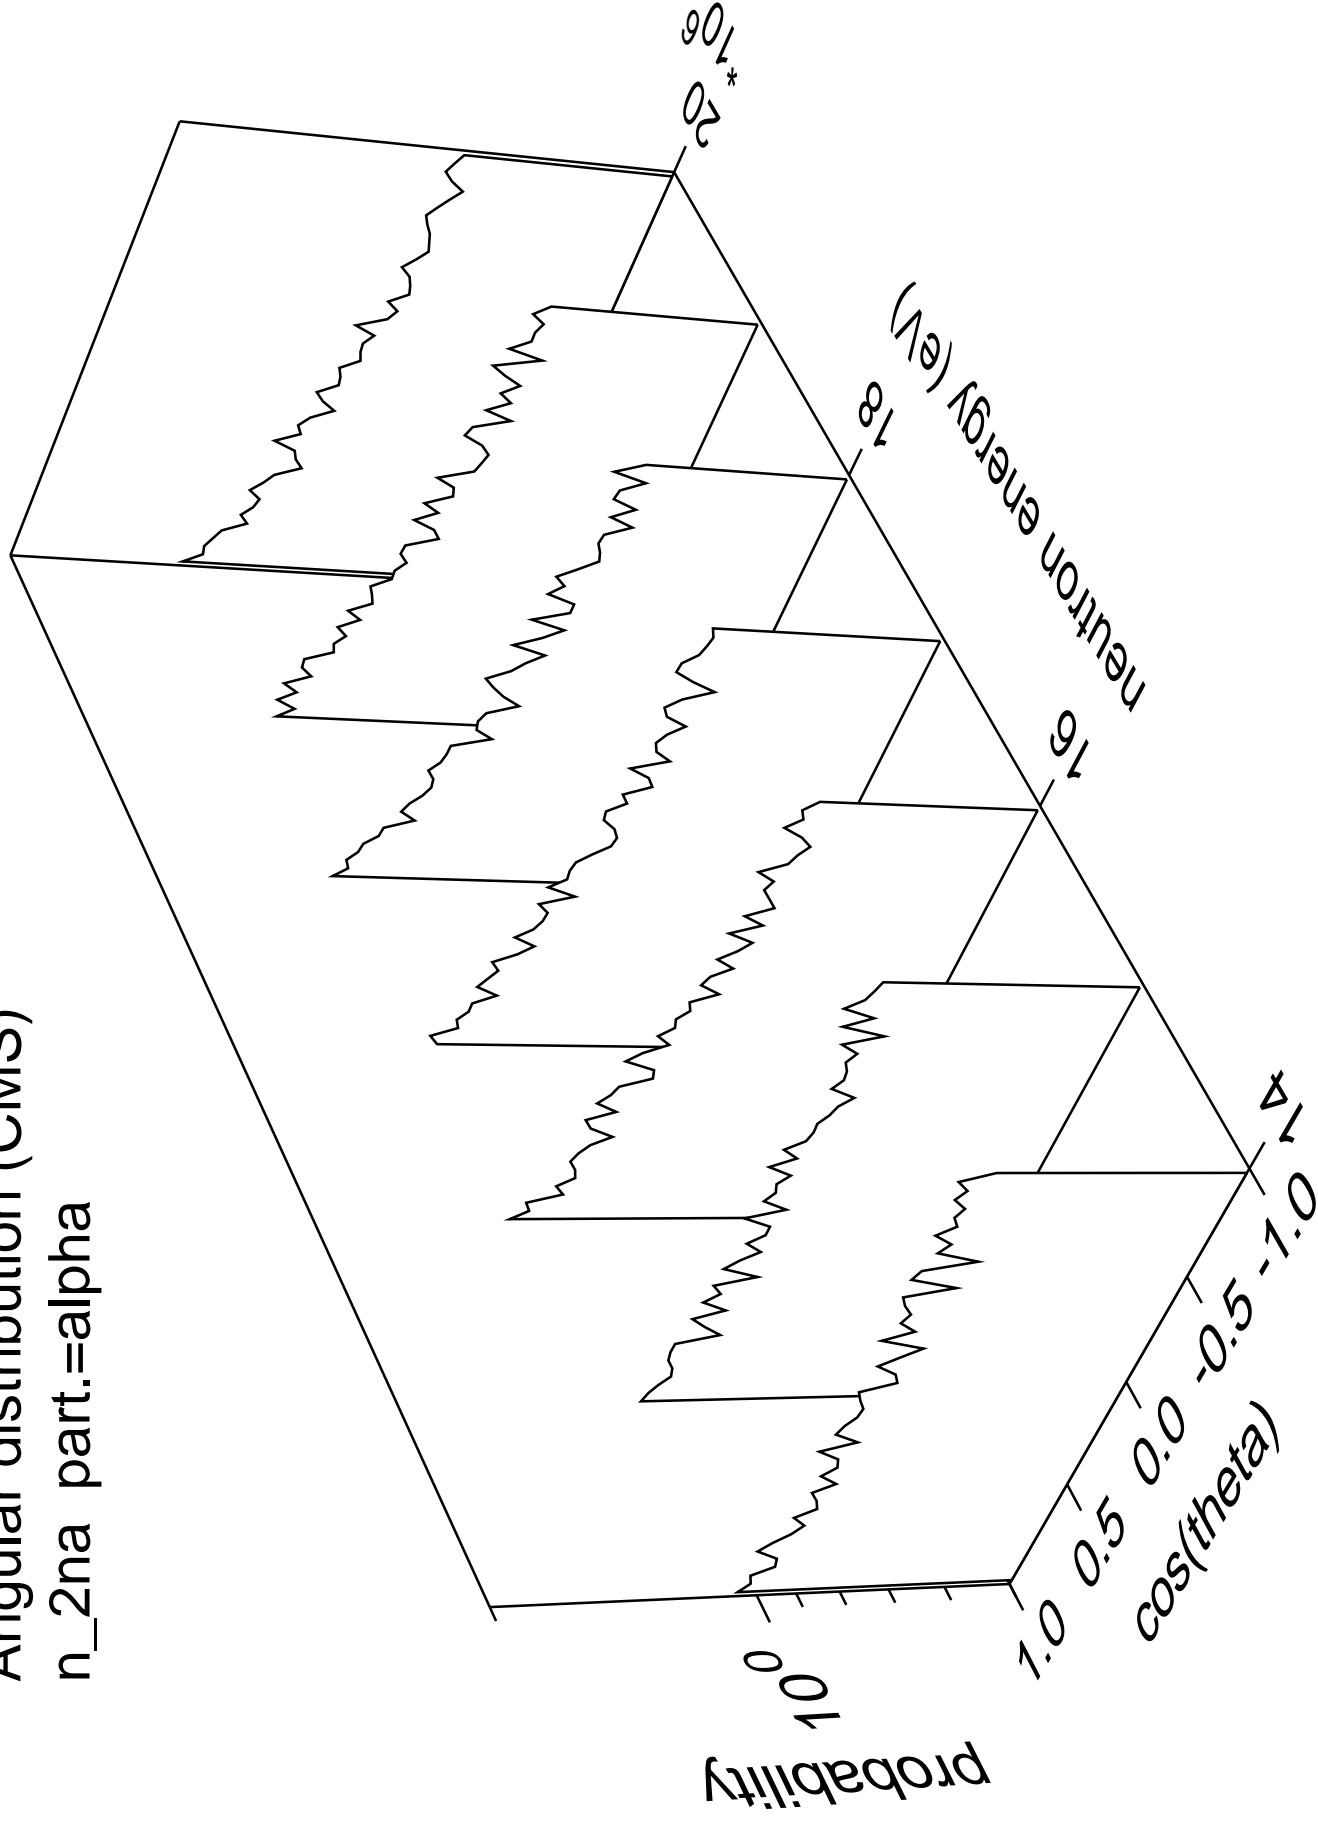 Angular distribution (CMS)
n_2na part.=alpha
probability
10^0
1.0 0.5 0.0 -0.5 -1.0
cos(theta)
14 16 18 20 * 10^6
neutron energy (eV)